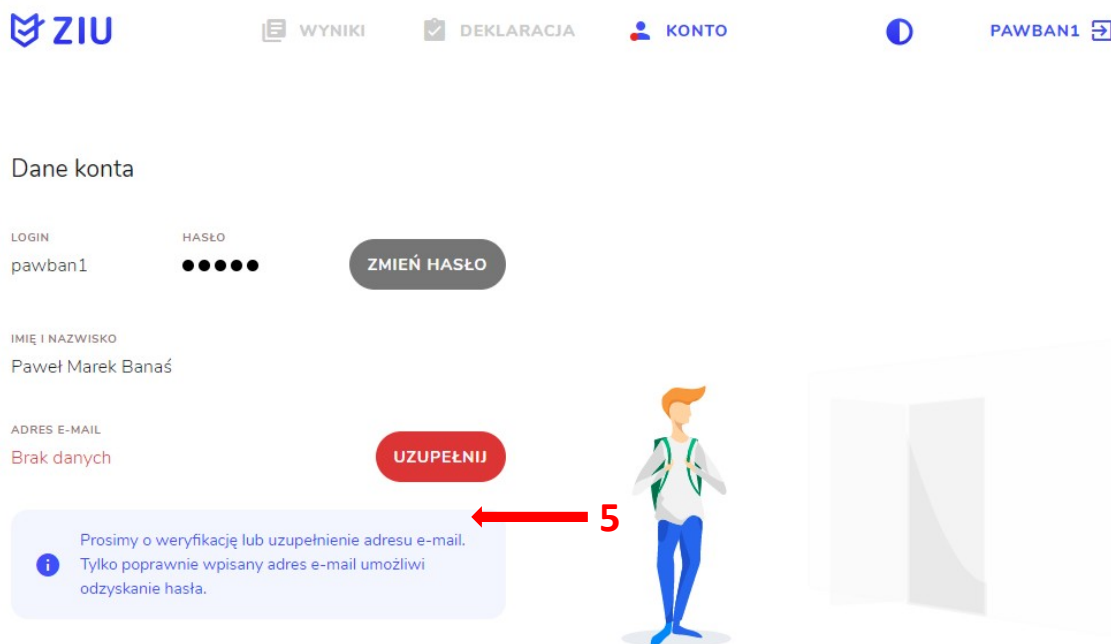 ZIU WYNIKI DEKLARACJA KONTO PAWBAN1
Dane konta
LOGIN HASŁO
pawban1 ●●●●● ZMIEŃ HASŁO
IMIĘ I NAZWISKO
Paweł Marek Banaś
ADRES E-MAIL
Brak danych UZUPEŁNIJ
5
Prosimy o weryfikację lub uzupełnienie adresu e-mail.
Tylko poprawnie wpisany adres e-mail umożliwi
odzyskanie hasła.